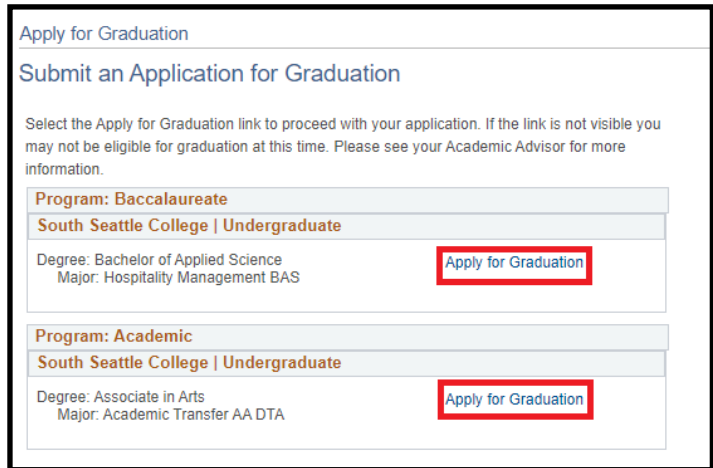 Apply for Graduation
Submit an Application for Graduation
Select the Apply for Graduation link to proceed with your application. If the link is not visible you
may not be eligible for graduation at this time. Please see your Academic Advisor for more
information.
Program: Baccalaureate
South Seattle College | Undergraduate
Degree: Bachelor of Applied Science
Apply for Graduation
Major: Hospitality Management BAS
Program: Academic
South Seattle College | Undergraduate
Degree: Associate in Arts
Apply for Graduation
Major: Academic Transfer AA DTA